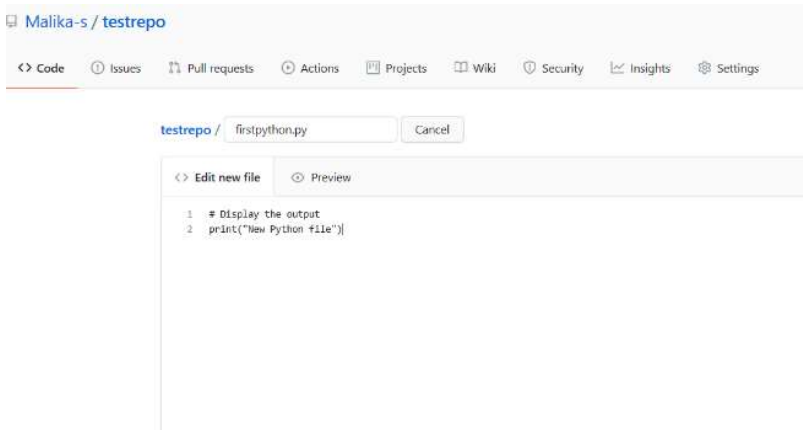 Malika-s / testrepo
<> Code Issues Pull requests Actions Projects Wiki Security Insights Settings
testrepo / firstpython.py Cancel
<> Edit new file Preview
1 # Display the output
2 print("New Python file")